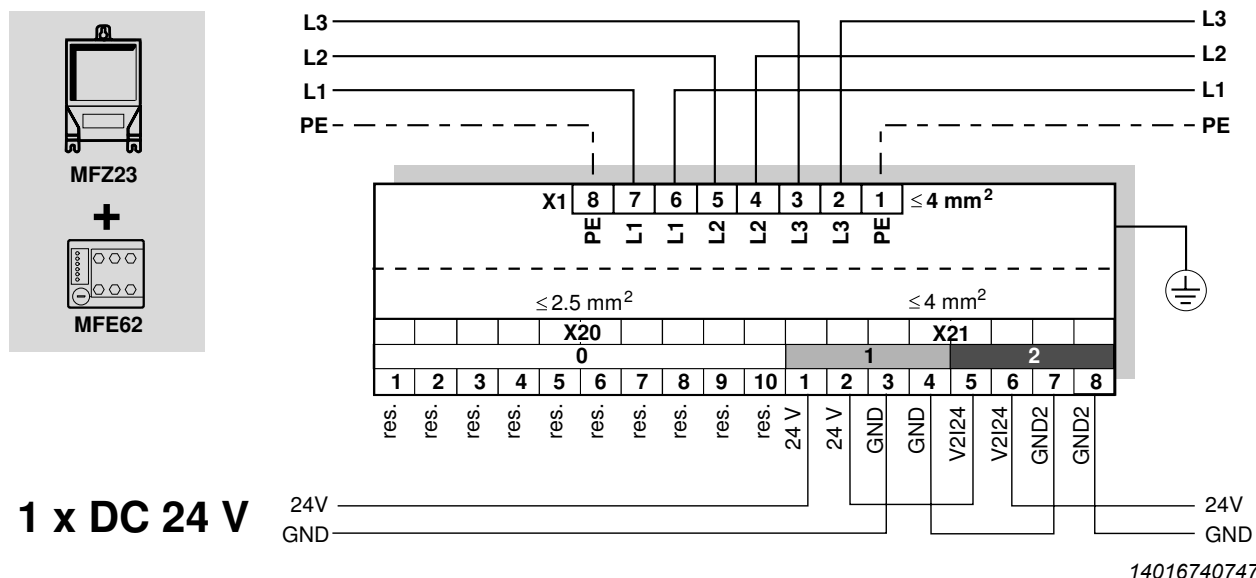 MFZ23
+
MFE62
L3 L3
L2 L2
L1 L1
PE PE
X1 8 7 6 5 4 3 2 1 ≤ 4 mm²
PE L1 L1 L2 L2 L3 L3 PE
≤ 2.5 mm² ≤ 4 mm²
X20 X21
0 1 2
1 2 3 4 5 6 7 8 9 10 1 2 3 4 5 6 7 8
res. res. res. res. res. res. res. res. res. res. 24 V 24 V GND GND V2I24 V2I24 GND2 GND2
1 x DC 24 V
24V 24V
GND GND
14016740747